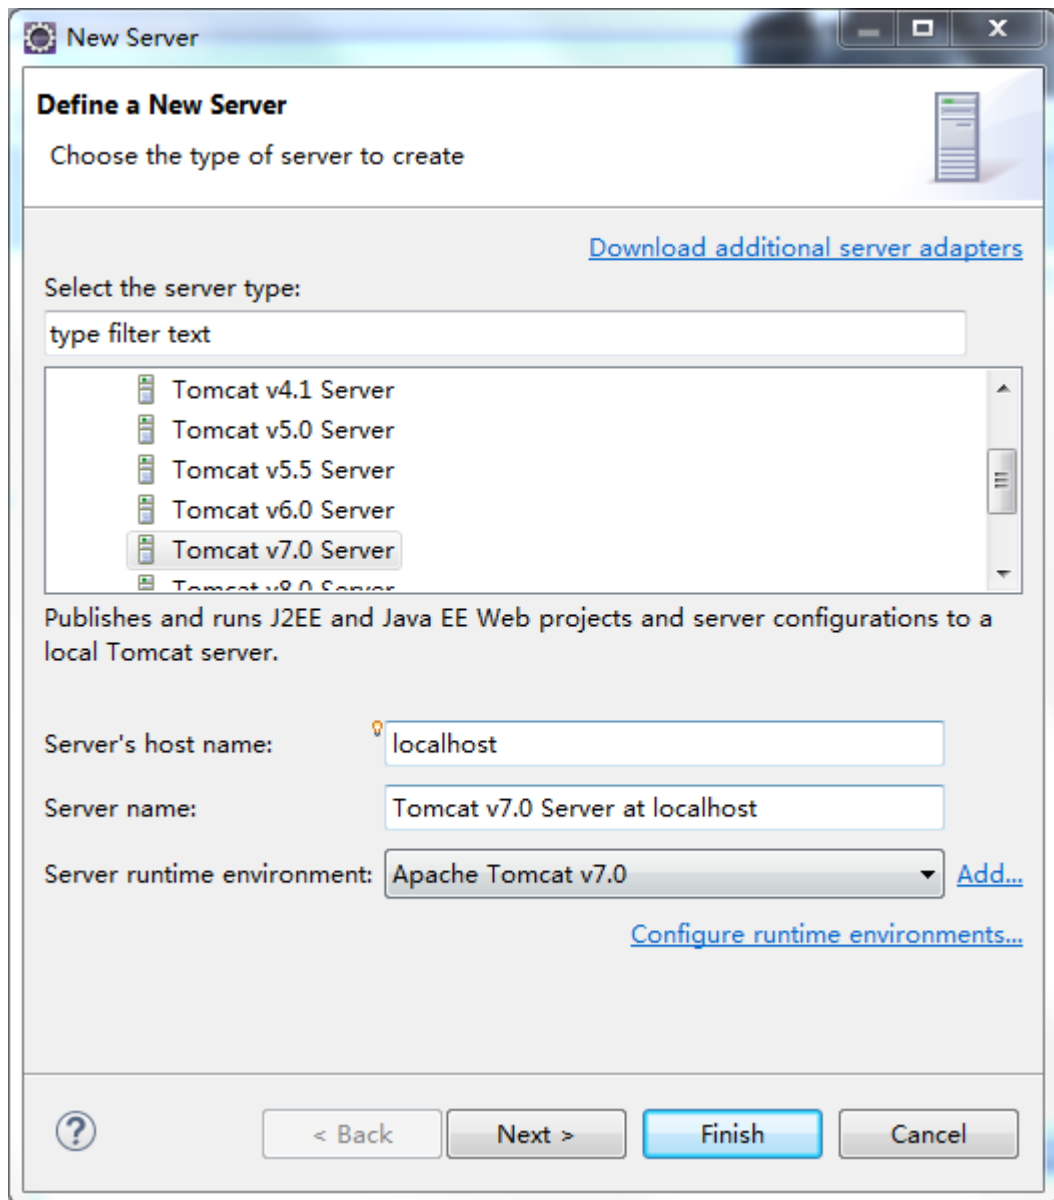 New Server
Define a New Server
Choose the type of server to create
Download additional server adapters
Select the server type:
type filter text
Tomcat v4.1 Server
Tomcat v5.0 Server
Tomcat v5.5 Server
Tomcat v6.0 Server
Tomcat v7.0 Server
Tomcat v8.0 Server
Publishes and runs J2EE and Java EE Web projects and server configurations to a
local Tomcat server.
Server's host name: localhost
Server name: Tomcat v7.0 Server at localhost
Server runtime environment: Apache Tomcat v7.0 Add...
Configure runtime environments...
< Back Next > Finish Cancel